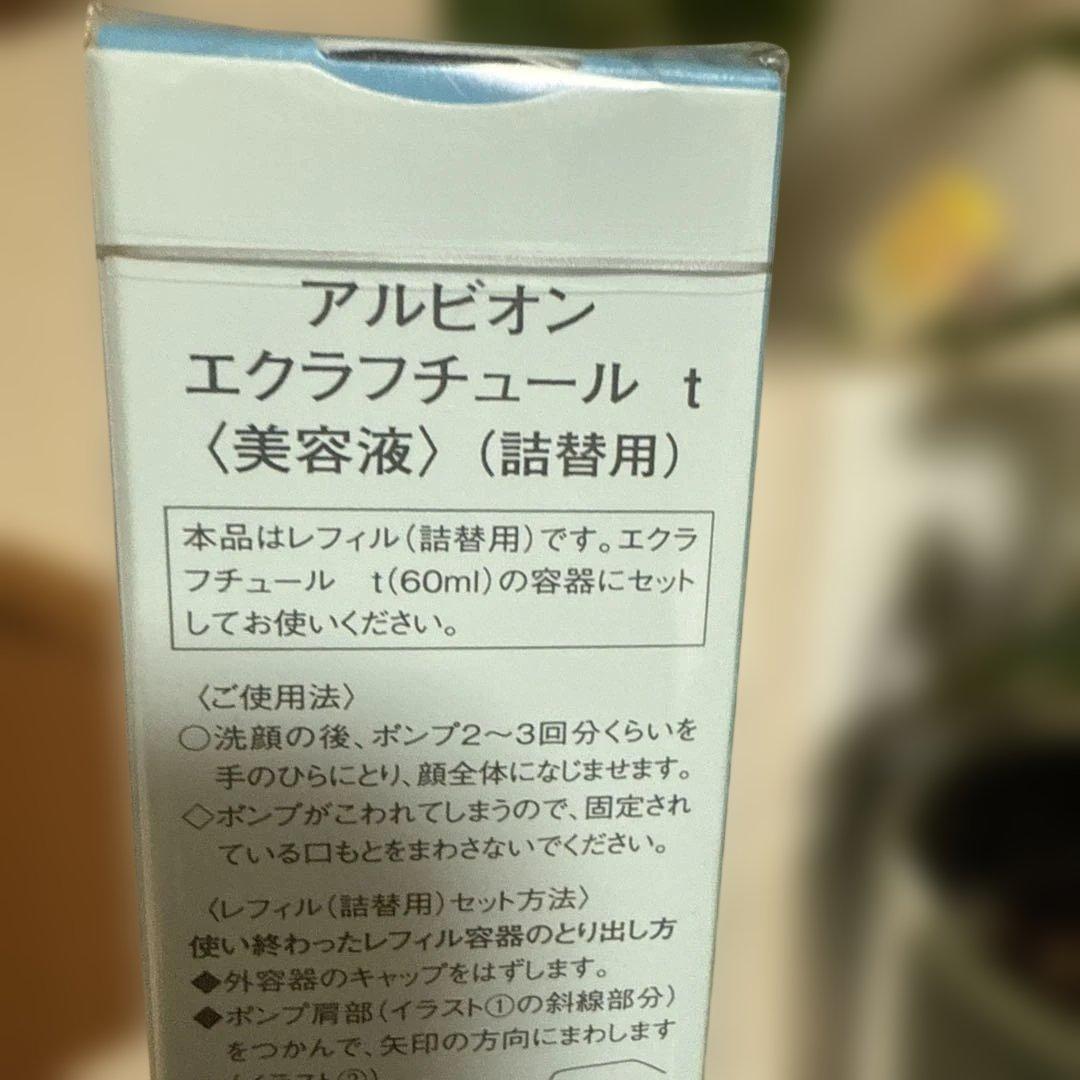 アルビオン
エクラフチュール　t
〈美容液〉（詰替用）
本品はレフィル（詰替用）です。エクラ
フチュール　t(60ml)の容器にセット
してお使いください。
〈ご使用法〉
○洗顔の後、ポンプ2〜3回分くらいを
手のひらにとり、顔全体になじませます。
◇ポンプがこわれてしまうので、固定され
ている口もとをまわさないでください。
〈レフィル（詰替用）セット方法〉
使い終わったレフィル容器のとり出し方
◆外容器のキャップをはずします。
◆ポンプ肩部（イラスト①の斜線部分）
をつかんで、矢印の方向にまわします